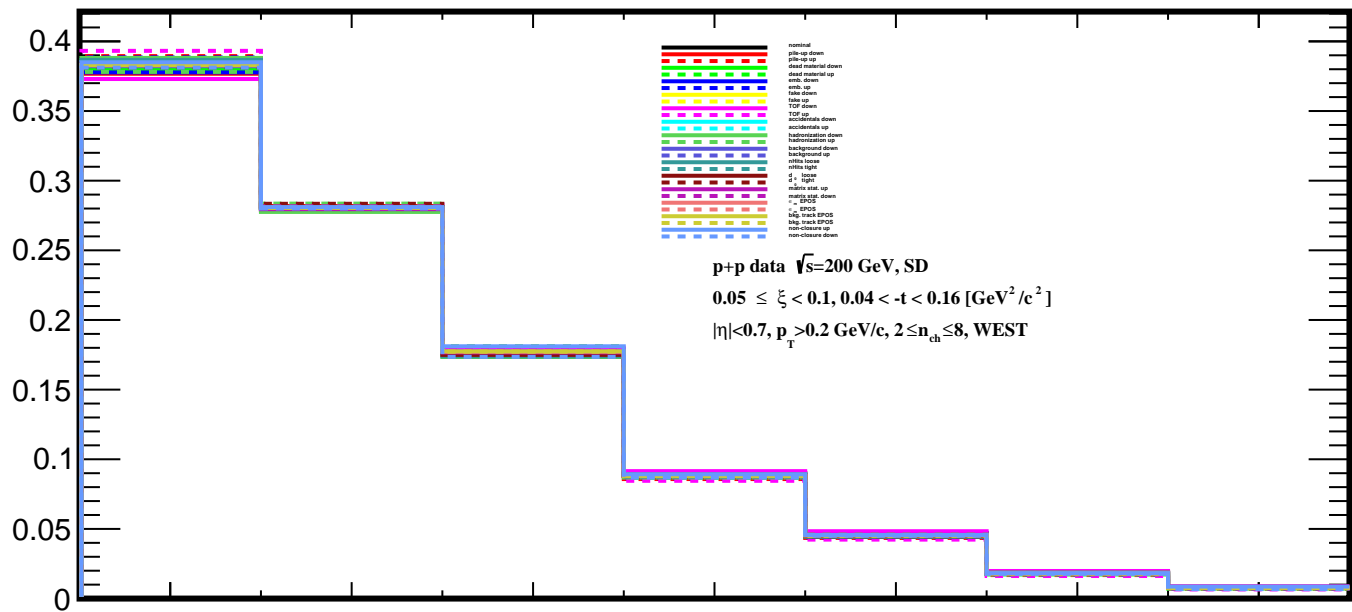 0.4
0.35
0.3
0.25
0.2
0.15
0.1
0.05
0
nominal
pile-up down
pile-up up
dead material down
dead material up
emb. down
emb. up
fake down
fake up
TOF down
TOF up
accidentals down
accidentals up
hadronization down
hadronization up
background down
background up
nHits loose
nHits tight
d loose
d tight
matrix stat. up
matrix stat. down
EPOS
EPOS
bkg. track EPOS
bkg. track EPOS
non-closure up
non-closure down
p+p data √s=200 GeV, SD
0.05 ≤ ξ < 0.1, 0.04 < -t < 0.16 [GeV²/c²]
|η|<0.7, p_T>0.2 GeV/c, 2≤n_ch≤8, WEST